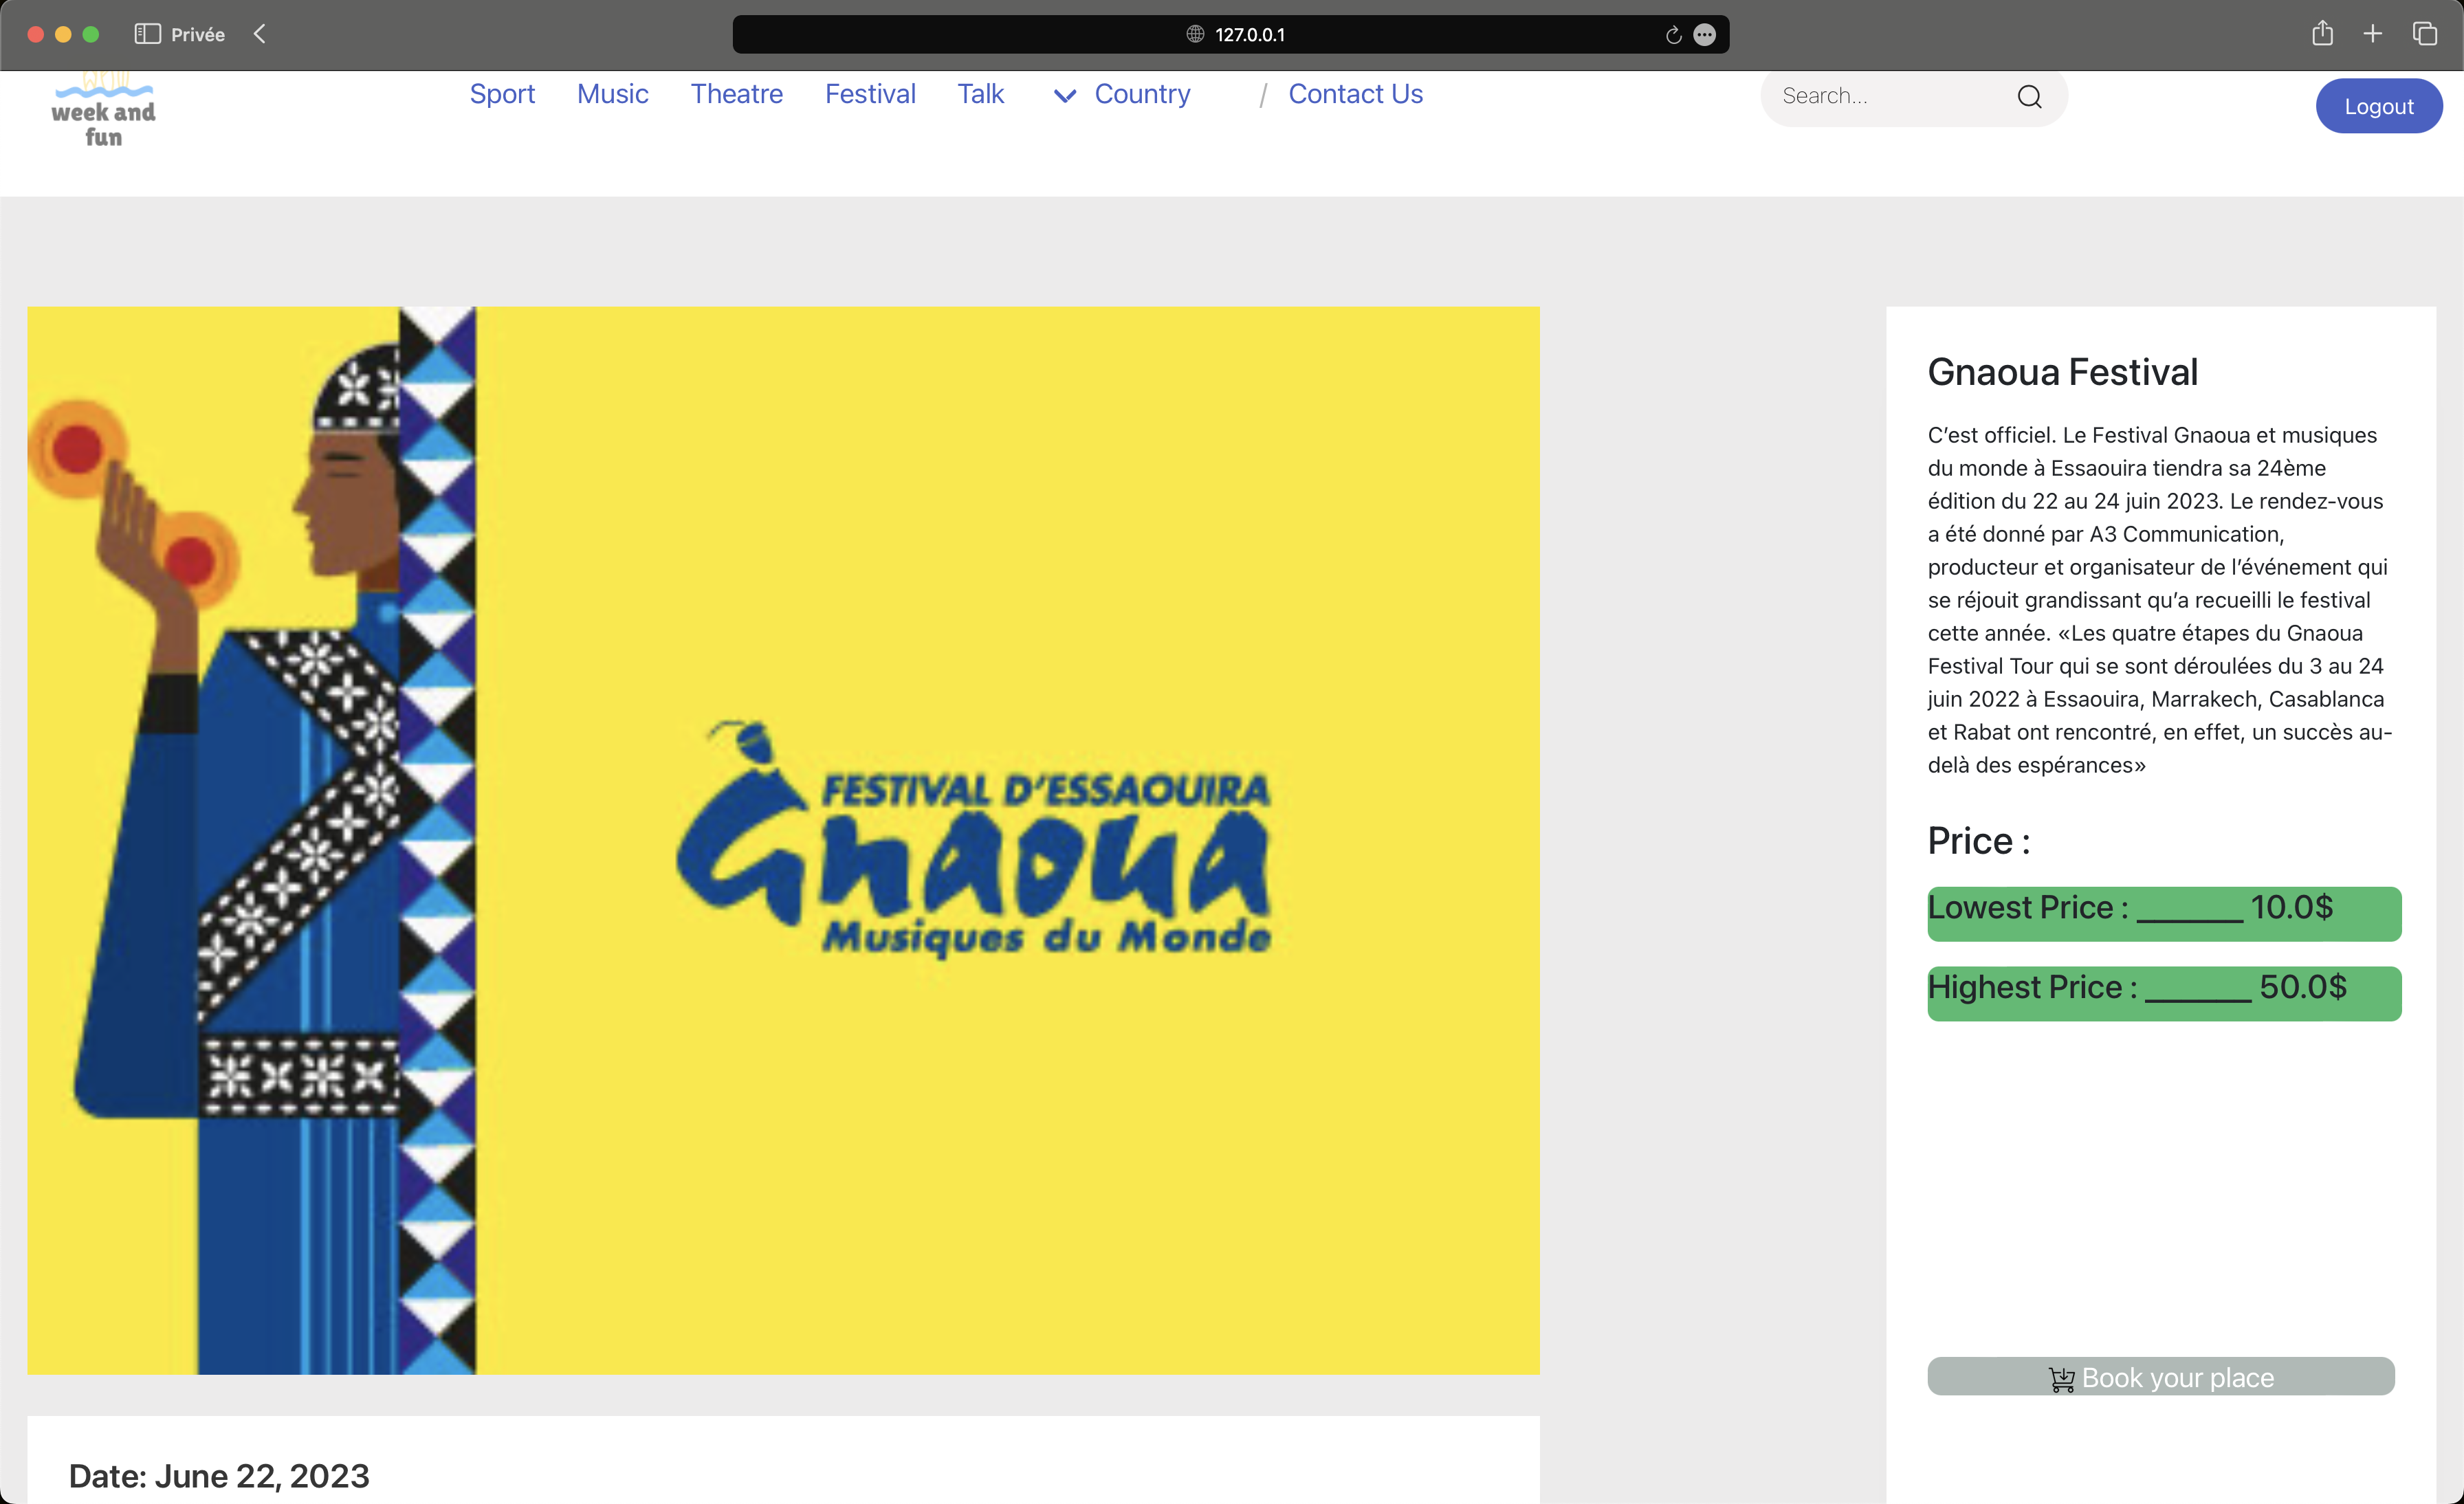 Privée
127.0.0.1
week and
fun
Sport Music Theatre Festival Talk Country / Contact Us
Search...
Logout
FESTIVAL D'ESSAOUIRA
Gnaoua
Musiques du Monde
Gnaoua Festival
C'est officiel. Le Festival Gnaoua et musiques
du monde à Essaouira tiendra sa 24ème
édition du 22 au 24 juin 2023. Le rendez-vous
a été donné par A3 Communication,
producteur et organisateur de l'événement qui
se réjouit grandissant qu'a recueilli le festival
cette année. «Les quatre étapes du Gnaoua
Festival Tour qui se sont déroulées du 3 au 24
juin 2022 à Essaouira, Marrakech, Casablanca
et Rabat ont rencontré, en effet, un succès au-
delà des espérances»
Price :
Lowest Price : ______ 10.0$
Highest Price : ______ 50.0$
Book your place
Date: June 22, 2023